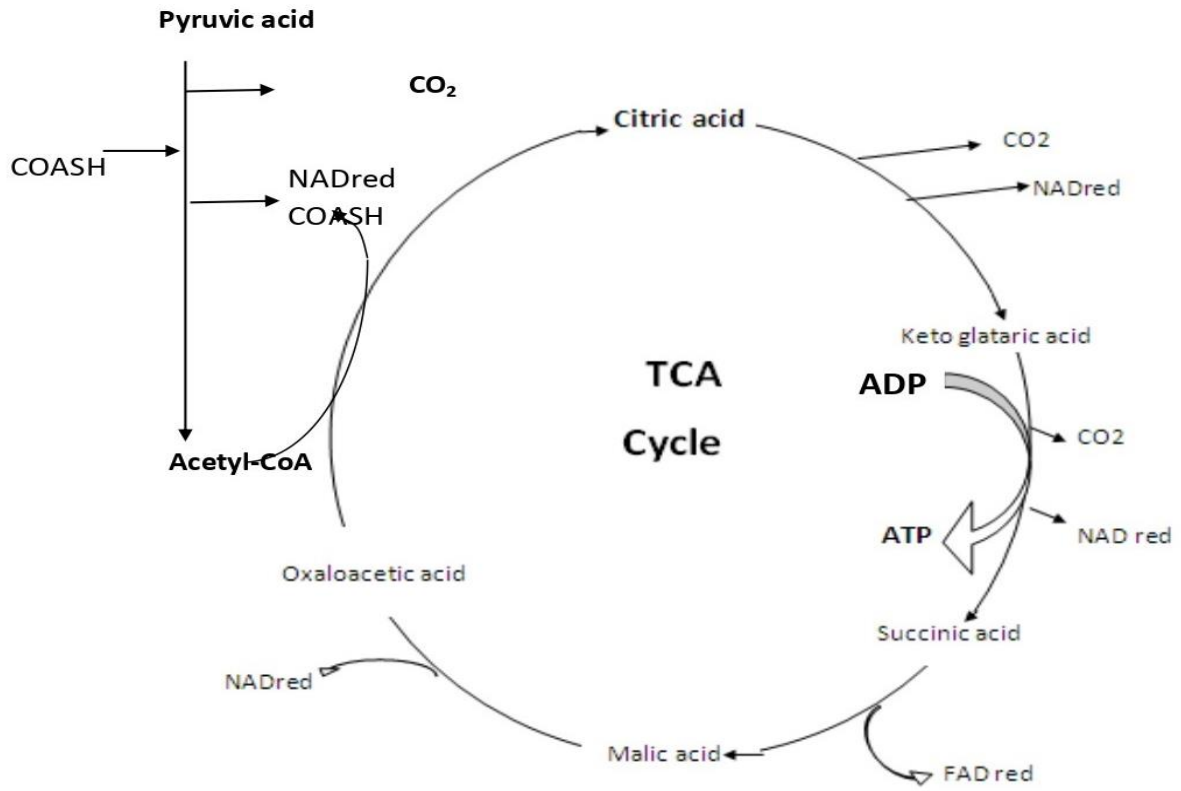 Pyruvic acid
CO₂
COASH
NADred
COASH
Acetyl-CoA
Citric acid
CO2
NADred
Keto glataric acid
TCA
Cycle
ADP
CO2
ATP
NAD red
Succinic acid
Oxaloacetic acid
NADred
Malic acid
FAD red